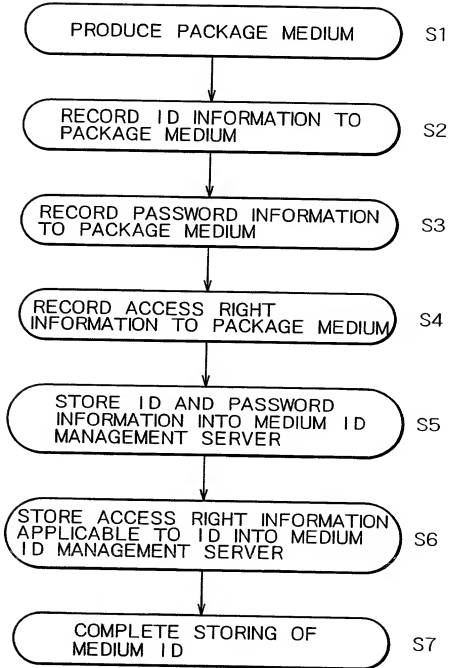 PRODUCE PACKAGE MEDIUM S1
RECORD ID INFORMATION TO
PACKAGE MEDIUM S2
RECORD PASSWORD INFORMATION
TO PACKAGE MEDIUM S3
RECORD ACCESS RIGHT
INFORMATION TO PACKAGE MEDIUM S4
STORE ID AND PASSWORD
INFORMATION INTO MEDIUM ID
MANAGEMENT SERVER S5
STORE ACCESS RIGHT INFORMATION
APPLICABLE TO ID INTO MEDIUM
ID MANAGEMENT SERVER S6
COMPLETE STORING OF
MEDIUM ID S7